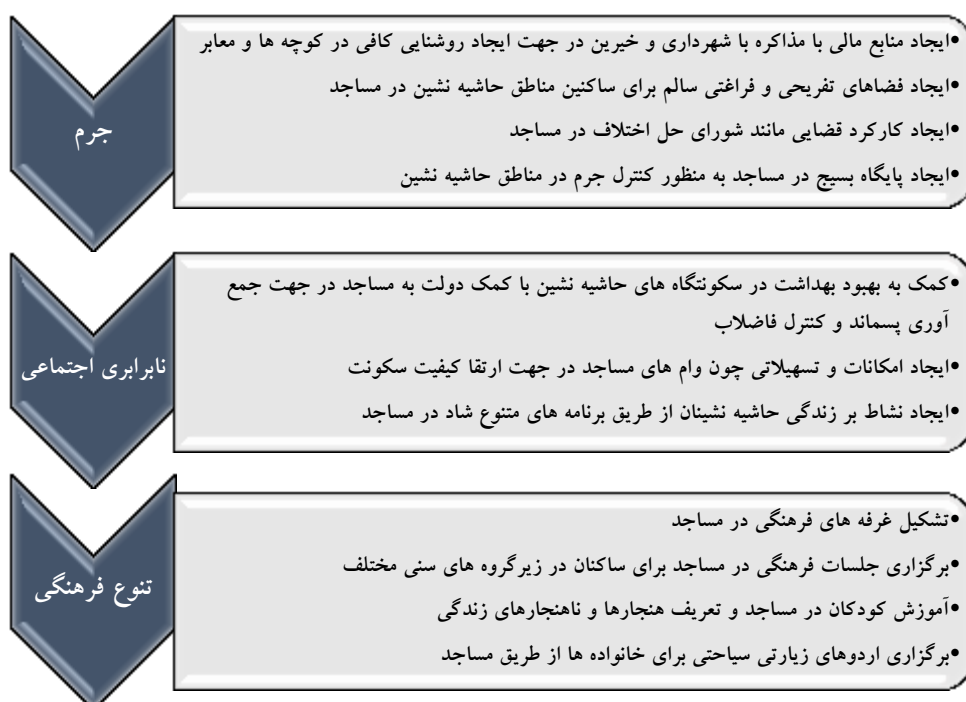 جرم
•ایجاد منابع مالی با مذاکره با شهرداری و خیرین در جهت ایجاد روشنایی کافی در کوچه ها و معابر
•ایجاد فضاهای تفریحی و فراغتی سالم برای ساکنین مناطق حاشیه نشین در مساجد
•ایجاد کارکرد قضایی مانند شورای حل اختلاف در مساجد
•ایجاد پایگاه بسیج در مساجد به منظور کنترل جرم در مناطق حاشیه نشین
نابرابری اجتماعی
•کمک به بهبود بهداشت در سکونتگاه های حاشیه نشین با کمک دولت به مساجد در جهت جمع
آوری پسماند و کنترل فاضلاب
•ایجاد امکانات و تسهیلاتی چون وام های مساجد در جهت ارتقا کیفیت سکونت
•ایجاد نشاط بر زندگی حاشیه نشینان از طریق برنامه های متنوع شاد در مساجد
تنوع فرهنگی
•تشکیل غرفه های فرهنگی در مساجد
•برگزاری جلسات فرهنگی در مساجد برای ساکنان در زیرگروه های سنی مختلف
•آموزش کودکان در مساجد و تعریف هنجارها و ناهنجارهای زندگی
•برگزاری اردوهای زیارتی سیاحتی برای خانواده ها از طریق مساجد